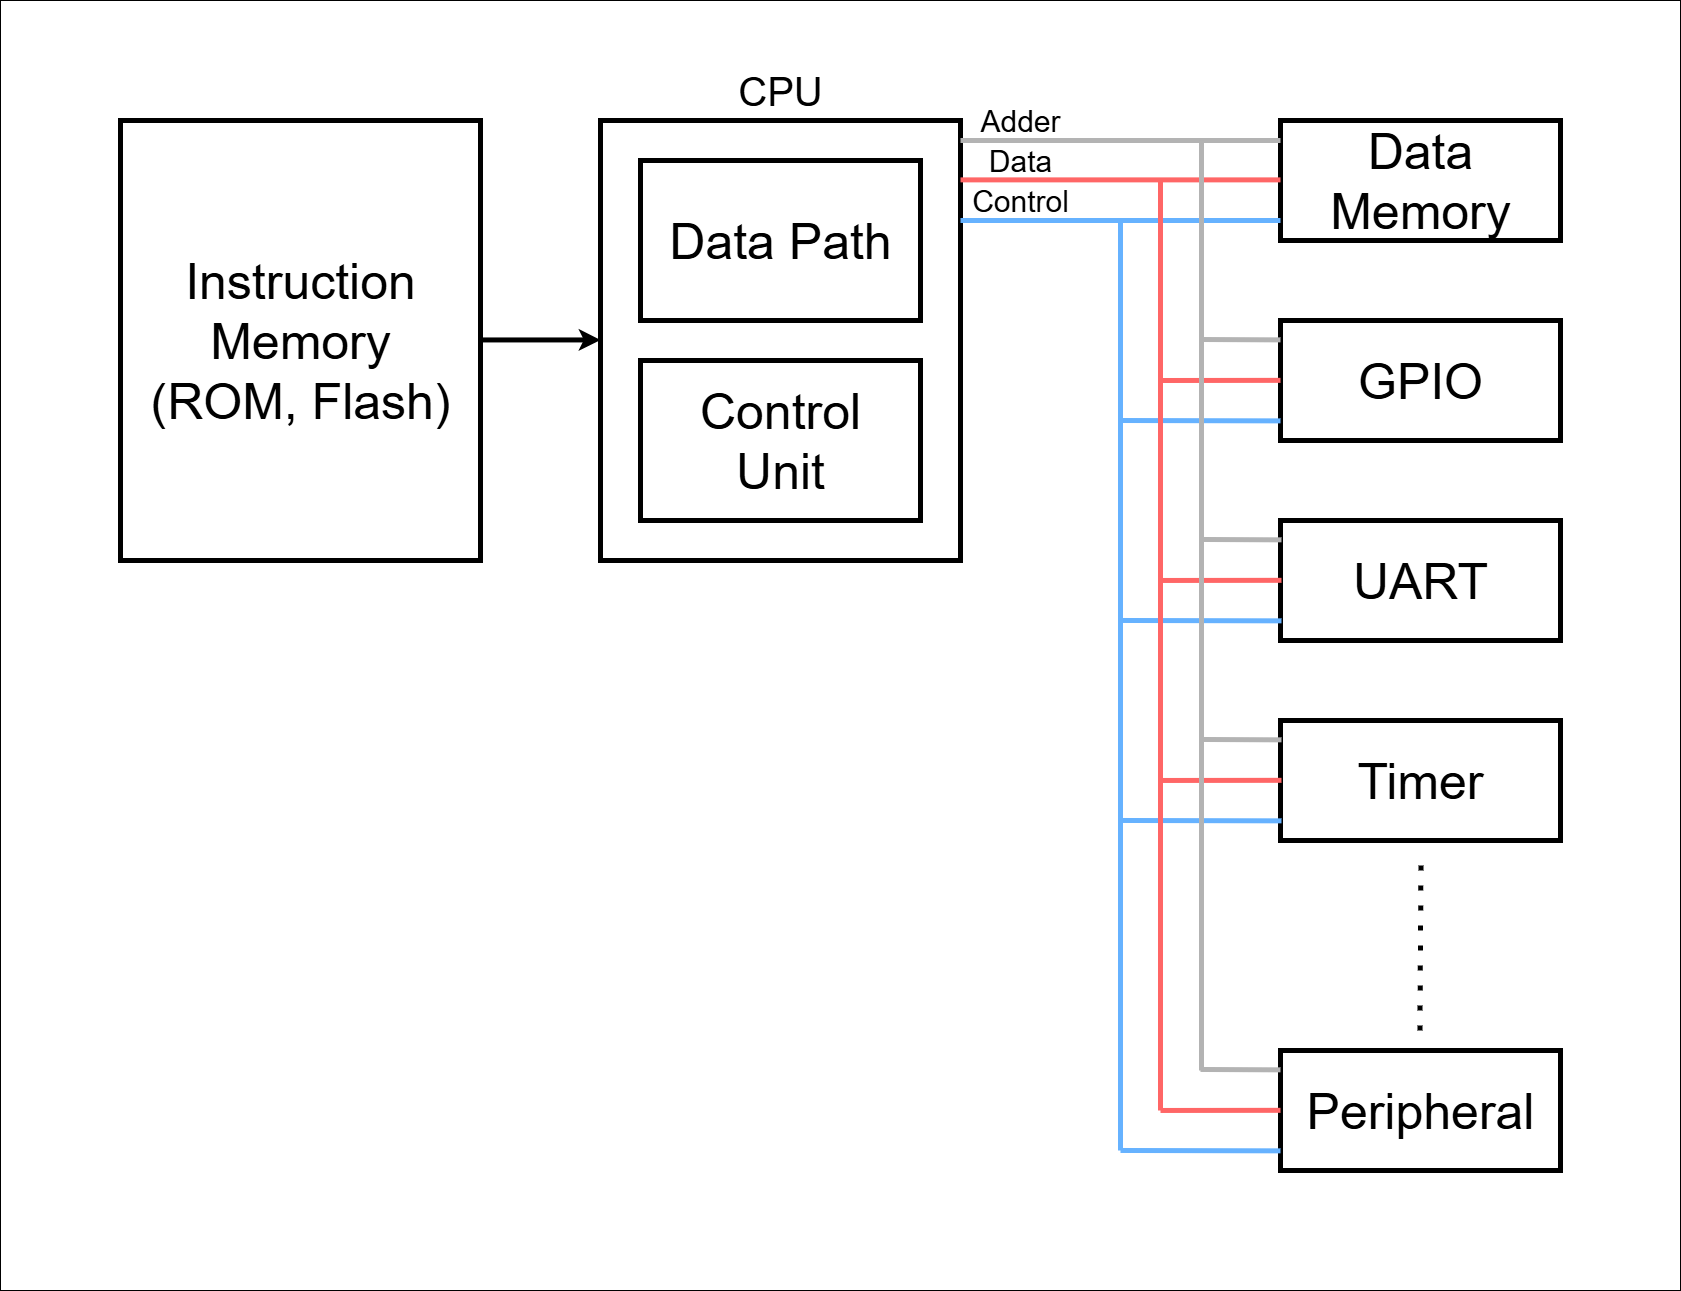 CPU
Instruction
Memory
(ROM, Flash)
Data Path
Control
Unit
Adder
Data
Control
Data
Memory
GPIO
UART
Timer
Peripheral